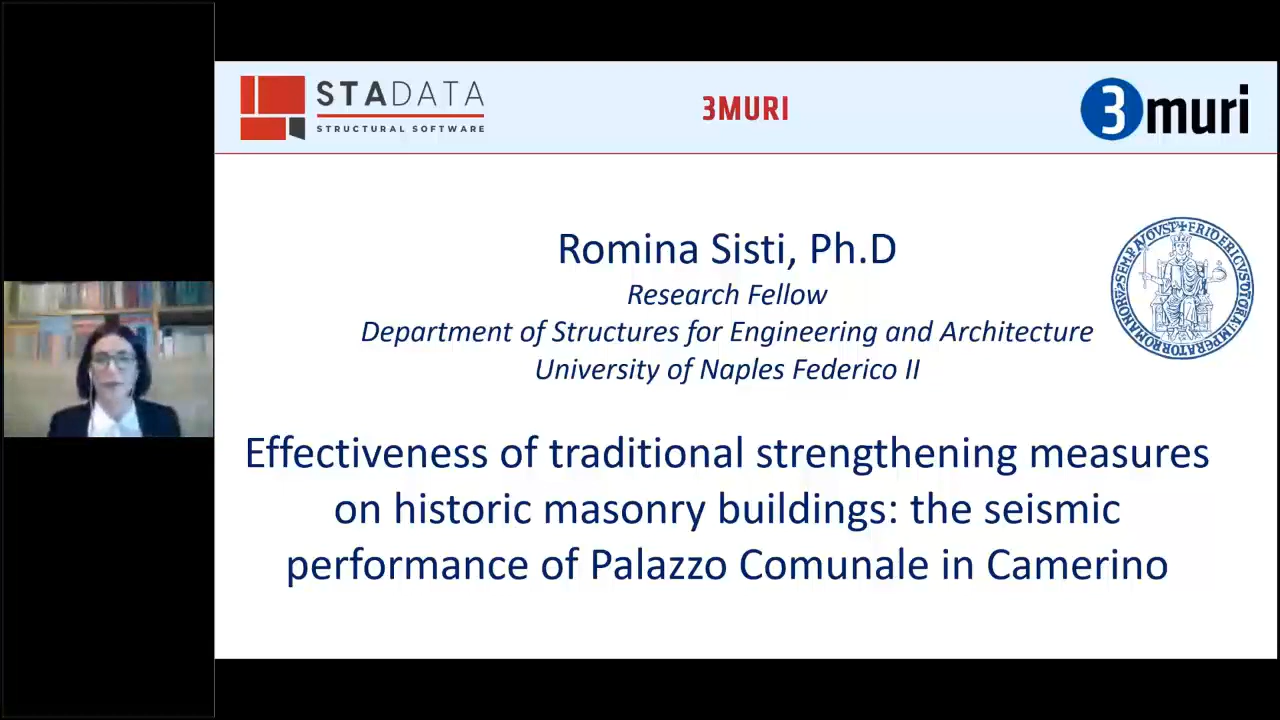 STADATA
STRUCTURAL SOFTWARE
3MURI
3muri
Romina Sisti, Ph.D
Research Fellow
Department of Structures for Engineering and Architecture
University of Naples Federico II
Effectiveness of traditional strengthening measures
on historic masonry buildings: the seismic
performance of Palazzo Comunale in Camerino